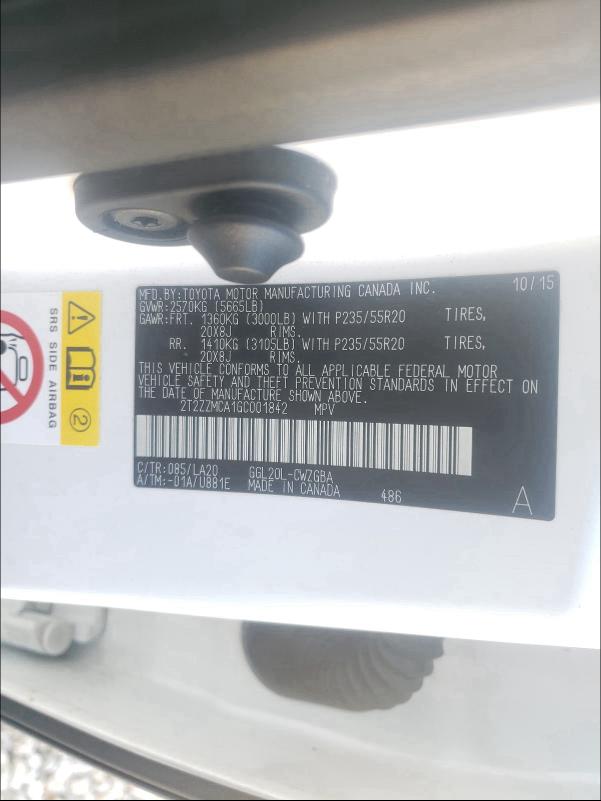 MFD.BY:TOYOTA MOTOR MANUFACTURING CANADA INC. 10/15
GVWR:2570KG (5665LB)
GAWR:FRT. 1360KG (3000LB) WITH P235/55R20 TIRES,
20X8J RIMS.
RR. 1410KG (3105LB) WITH P235/55R20 TIRES,
20X8J RIMS.
THIS VEHICLE CONFORMS TO ALL APPLICABLE FEDERAL MOTOR
VEHICLE SAFETY AND THEFT PREVENTION STANDARDS IN EFFECT ON
THE DATE OF MANUFACTURE SHOWN ABOVE.
2T2ZZMCA1GC001842 MPV
C/TR:085/LA20 GGL20L-CWZGBA
A/TM:-01A/U881E MADE IN CANADA 486 A
SRS SIDE AIRBAG
2